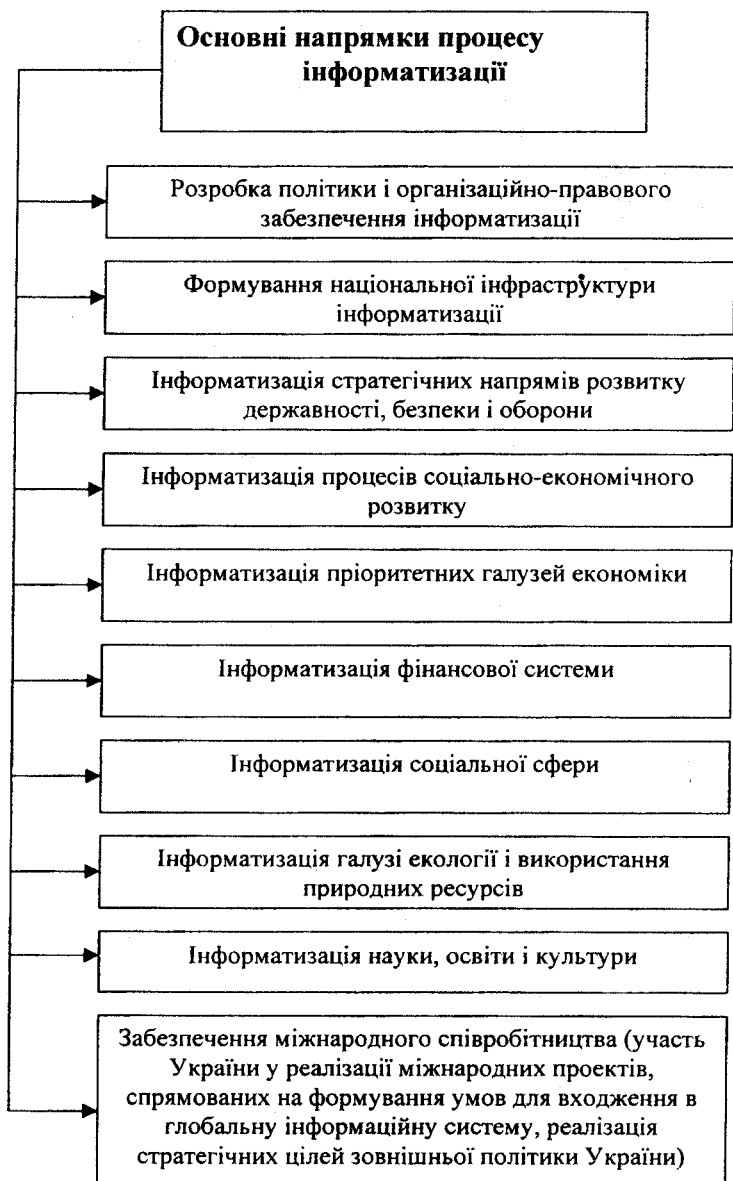 Основні напрямки процесу
інформатизації
Розробка політики і організаційно-правового
забезпечення інформатизації
Формування національної інфраструктури
інформатизації
Інформатизація стратегічних напрямів розвитку
державності, безпеки і оборони
Інформатизація процесів соціально-економічного
розвитку
Інформатизація пріоритетних галузей економіки
Інформатизація фінансової системи
Інформатизація соціальної сфери
Інформатизація галузі екології і використання
природних ресурсів
Інформатизація науки, освіти і культури
Забезпечення міжнародного співробітництва (участь
України у реалізації міжнародних проектів,
спрямованих на формування умов для входження в
глобальну інформаційну систему, реалізація
стратегічних цілей зовнішньої політики України)